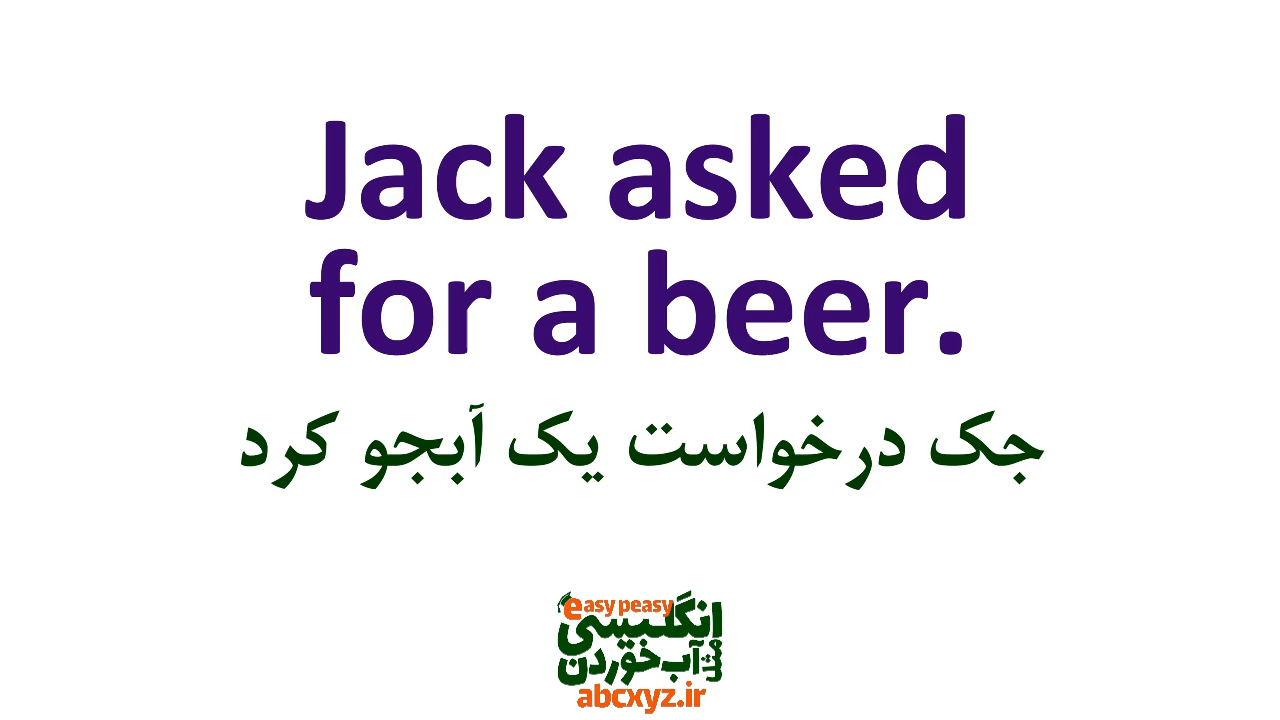 Jack asked
for a beer.
جک درخواست یک آبجو کرد
easy peasy
انگلیسی
مثل آب خوردن
abcxyz.ir